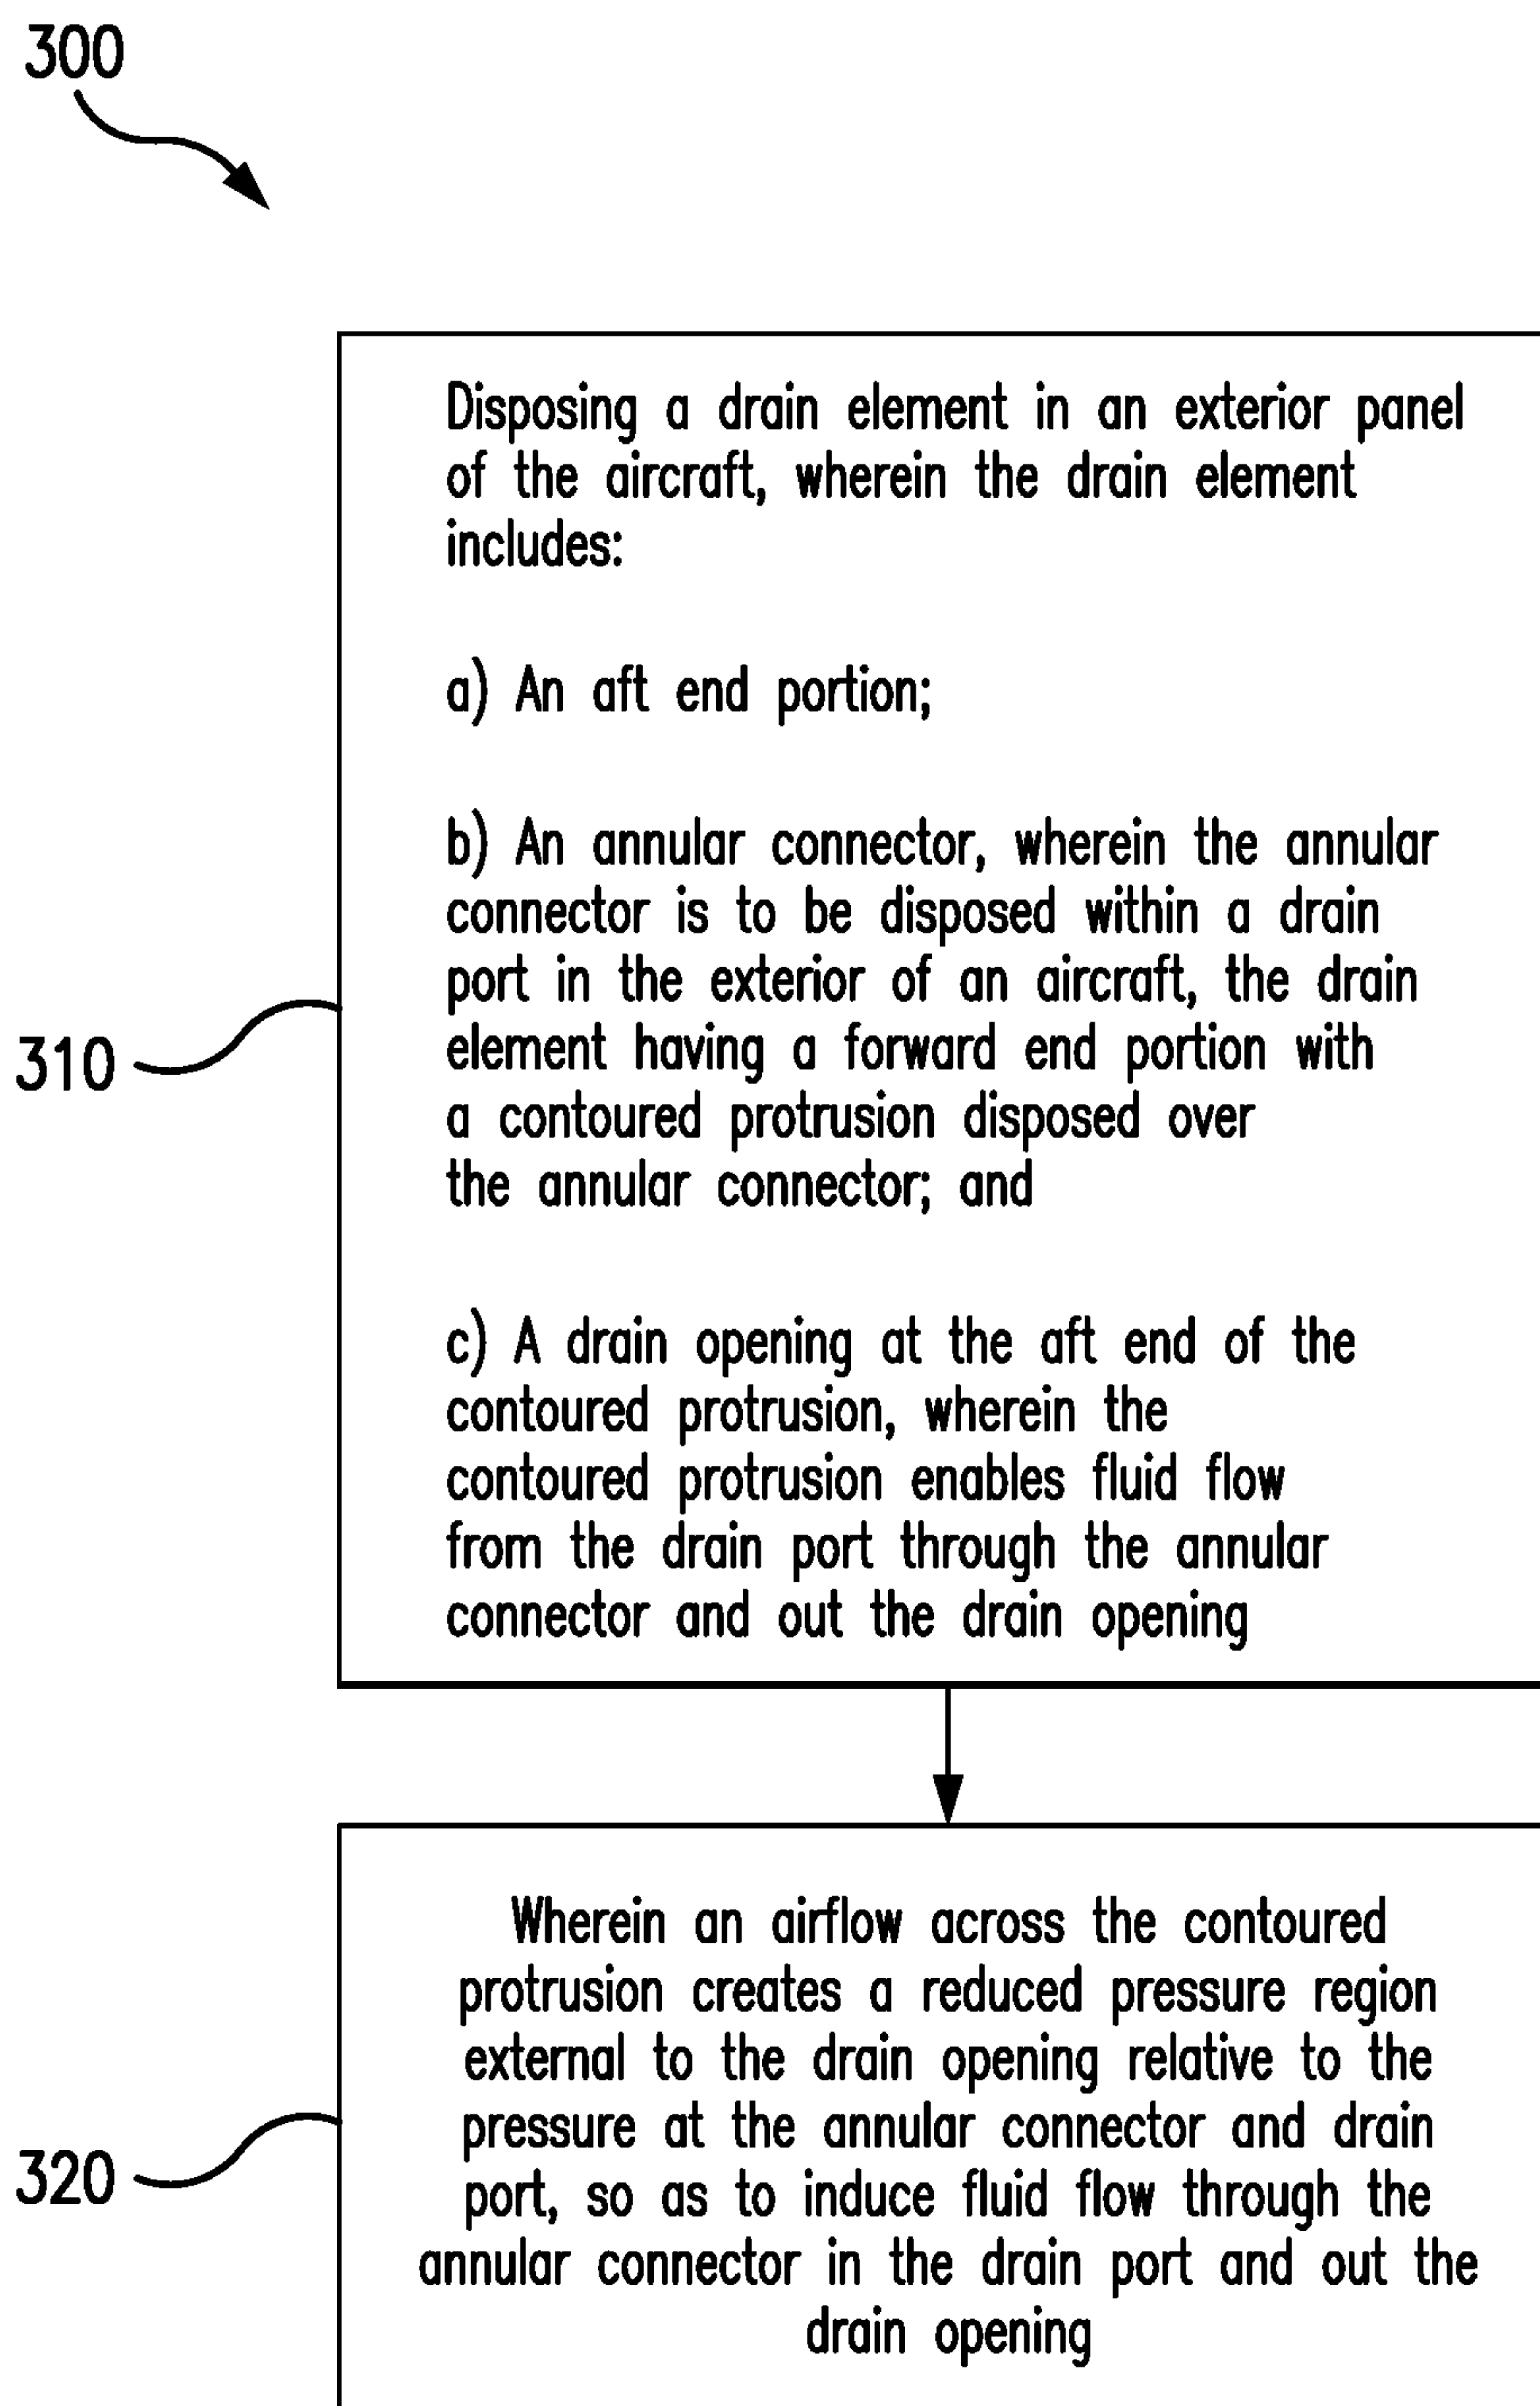 300
Disposing a drain element in an exterior panel
of the aircraft, wherein the drain element
includes:
a) An aft end portion;
b) An annular connector, wherein the annular
connector is to be disposed within a drain
port in the exterior of an aircraft, the drain
element having a forward end portion with
a contoured protrusion disposed over
the annular connector; and
310
c) A drain opening at the aft end of the
contoured protrusion, wherein the
contoured protrusion enables fluid flow
from the drain port through the annular
connector and out the drain opening
Wherein an airflow across the contoured
protrusion creates a reduced pressure region
external to the drain opening relative to the
pressure at the annular connector and drain
port, so as to induce fluid flow through the
annular connector in the drain port and out the
drain opening
320